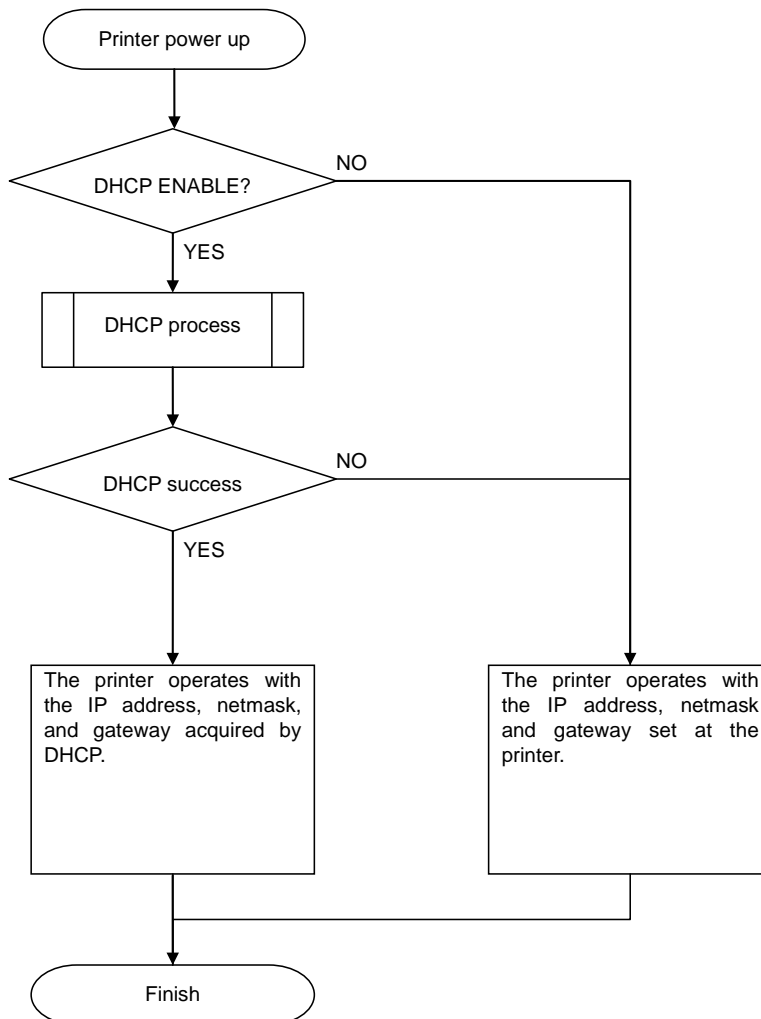 Printer power up
DHCP ENABLE?
NO
YES
DHCP process
DHCP success
NO
YES
The printer operates with
the IP address, netmask,
and gateway acquired by
DHCP.
The printer operates with
the IP address, netmask
and gateway set at the
printer.
Finish